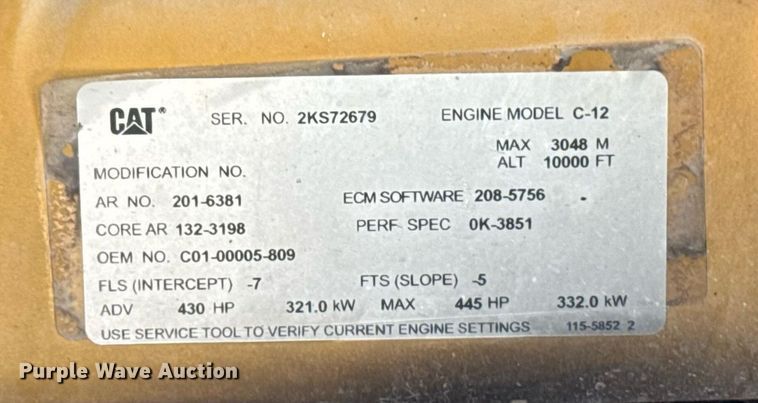 CAT® SER. NO. 2KS72679 ENGINE MODEL C-12
MAX 3048 M
ALT 10000 FT
MODIFICATION NO.
AR NO. 201-6381 ECM SOFTWARE 208-5756
CORE AR 132-3198 PERF SPEC 0K-3851
OEM NO. C01-00005-809
FLS (INTERCEPT) -7 FTS (SLOPE) -5
ADV 430 HP 321.0 kW MAX 445 HP 332.0 kW
USE SERVICE TOOL TO VERIFY CURRENT ENGINE SETTINGS 115-5852 2
Purple Wave Auction